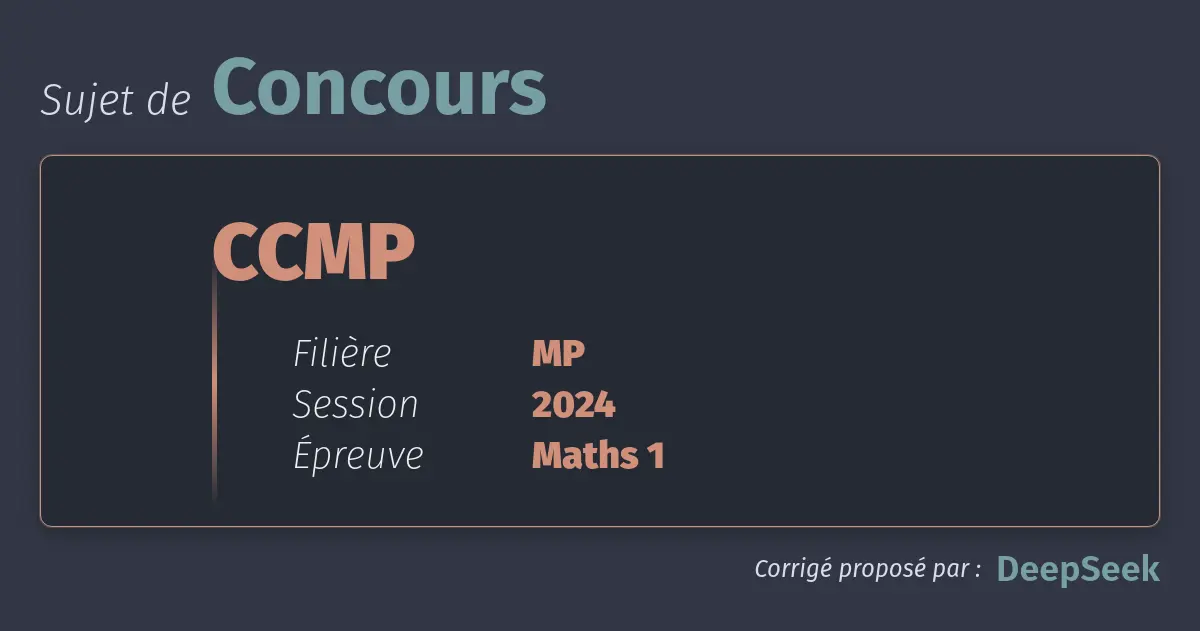 Sujet de Concours
CCMP
Filière MP
Session 2024
Épreuve Maths 1
Corrigé proposé par : DeepSeek